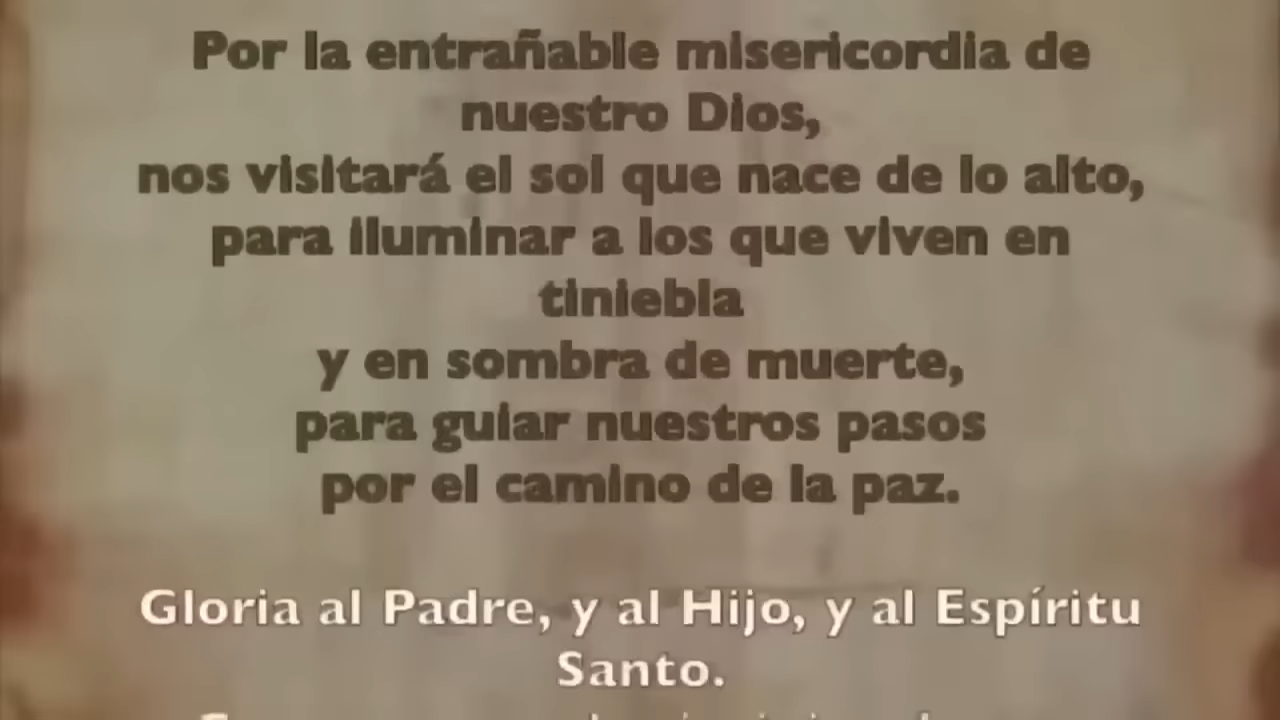 Por la entrañable misericordia de
nuestro Dios,
nos visitará el sol que nace de lo alto,
para iluminar a los que viven en
tiniebla
y en sombra de muerte,
para guiar nuestros pasos
por el camino de la paz.
Gloria al Padre, y al Hijo, y al Espíritu
Santo.